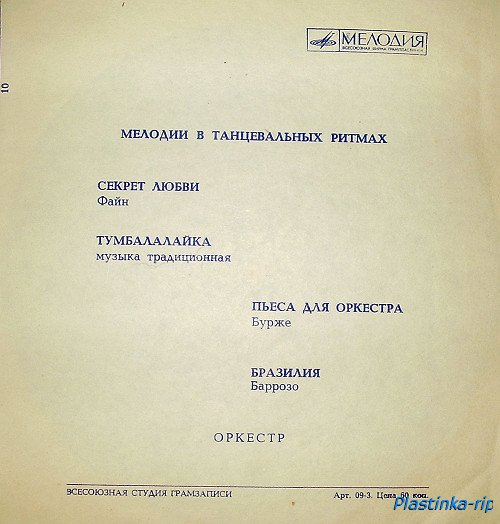 МЕЛОДИЯ
ВСЕСОЮЗНАЯ ФИРМА ГРАМПЛАСТИНОК
10
МЕЛОДИИ В ТАНЦЕВАЛЬНЫХ РИТМАХ
СЕКРЕТ ЛЮБВИ
Файн
ТУМБАЛАЛАЙКА
музыка традиционная
ПЬЕСА ДЛЯ ОРКЕСТРА
Бурже
БРАЗИЛИЯ
Баррозо
ОРКЕСТР
ВСЕСОЮЗНАЯ СТУДИЯ ГРАМЗАПИСИ
Арт. 09-3. Цена 60 коп.
Plastinka-rip